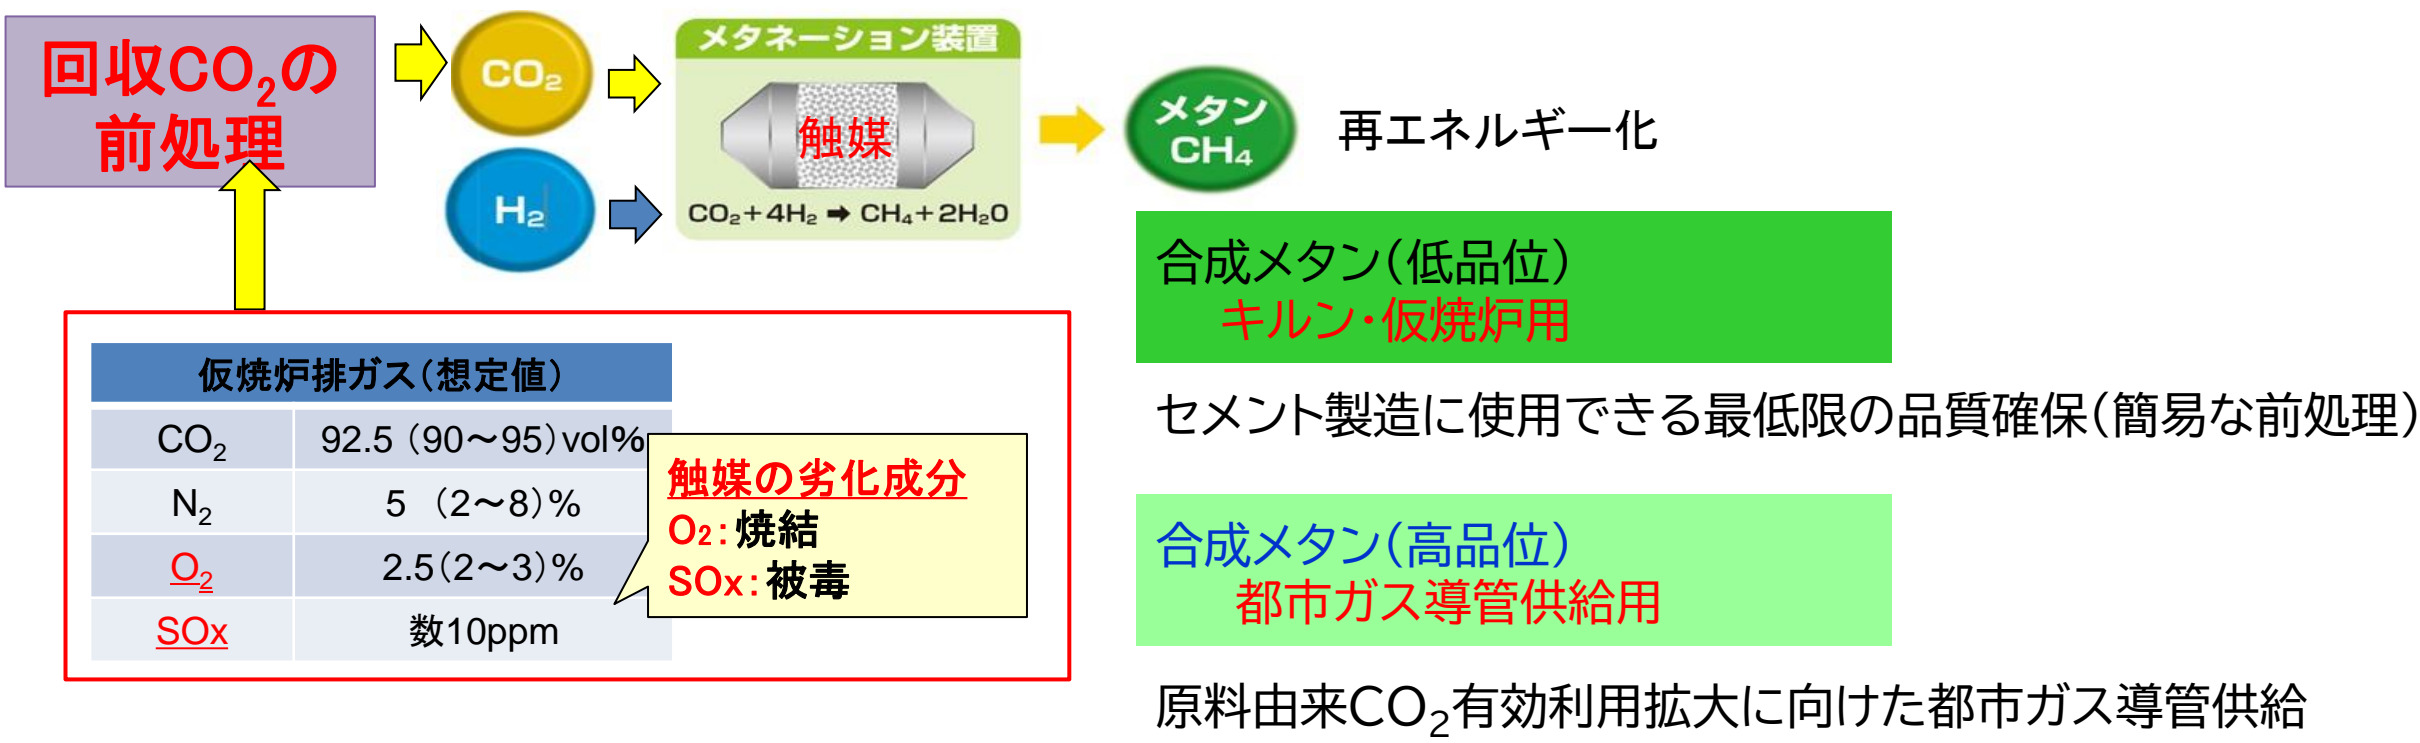 回収CO₂の
前処理
CO₂
H₂
メタネーション装置
触媒
CO₂+4H₂ ➡ CH₄+2H₂O
メタン
CH₄
再エネルギー化
合成メタン(低品位)
キルン・仮焼炉用
セメント製造に使用できる最低限の品質確保(簡易な前処理)
合成メタン(高品位)
都市ガス導管供給用
原料由来CO₂有効利用拡大に向けた都市ガス導管供給
仮焼炉排ガス(想定値)
CO₂ 92.5 (90～95)vol%
N₂ 5 (2～8)%
O₂ 2.5(2～3)%
SOx 数10ppm
触媒の劣化成分
O₂:焼結
SOx:被毒